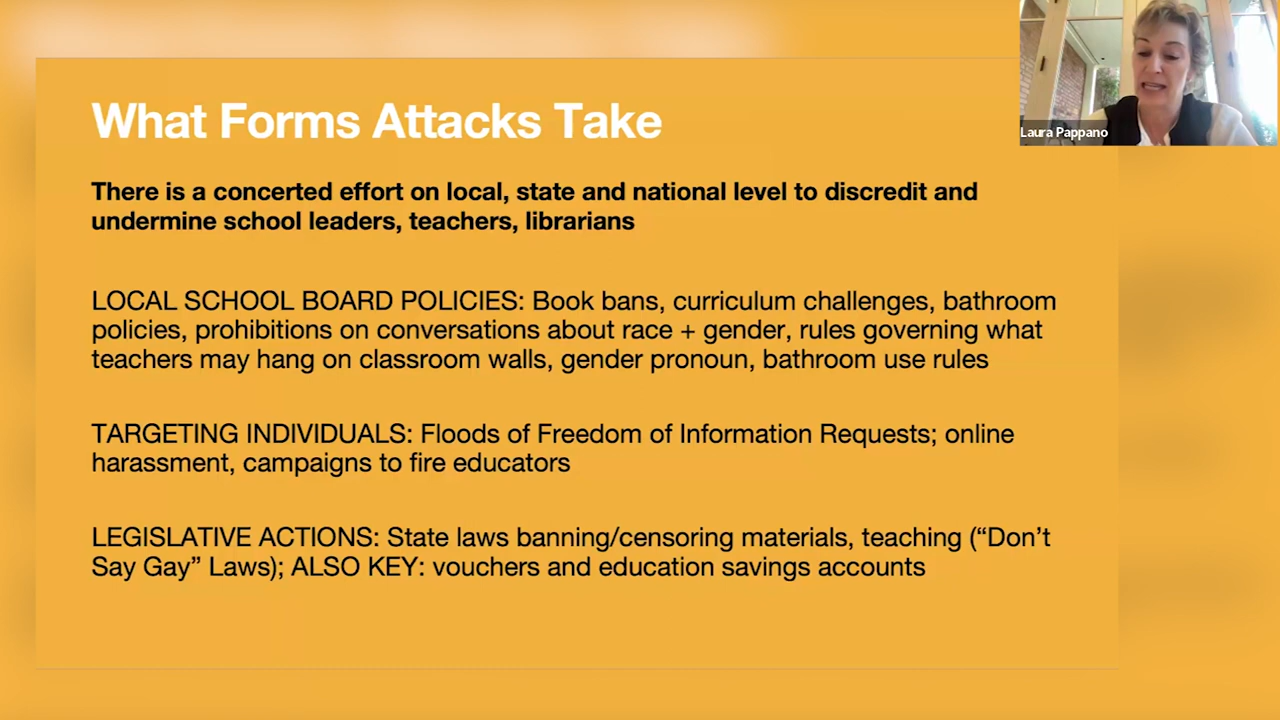 What Forms Attacks Take
Laura Pappano
There is a concerted effort on local, state and national level to discredit and
undermine school leaders, teachers, librarians
LOCAL SCHOOL BOARD POLICIES: Book bans, curriculum challenges, bathroom
policies, prohibitions on conversations about race + gender, rules governing what
teachers may hang on classroom walls, gender pronoun, bathroom use rules
TARGETING INDIVIDUALS: Floods of Freedom of Information Requests; online
harassment, campaigns to fire educators
LEGISLATIVE ACTIONS: State laws banning/censoring materials, teaching (“Don’t
Say Gay” Laws); ALSO KEY: vouchers and education savings accounts